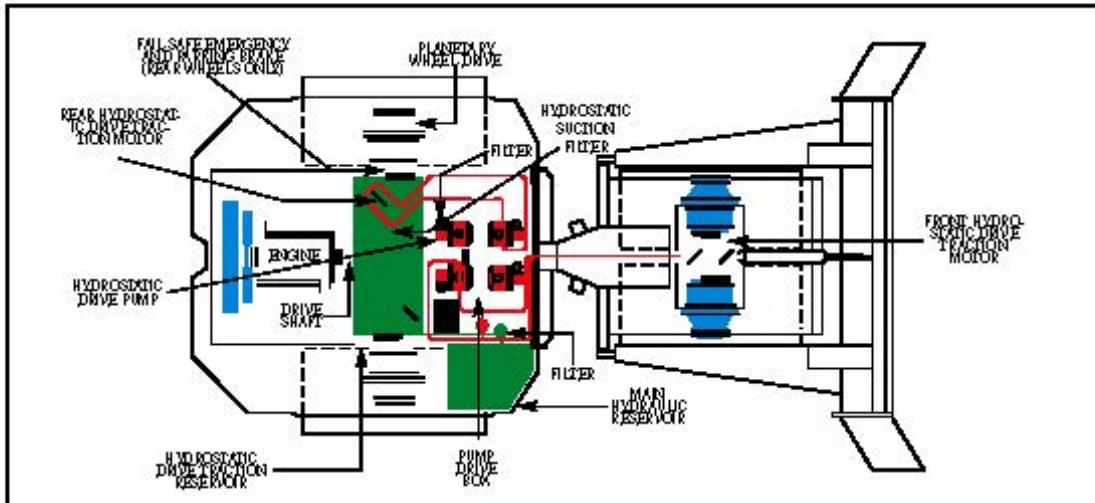 FAIL SAFE EMERGENCY
AND PARKING BRAKE
(REAR WHEELS ONLY)
PLANETARY
WHEEL DRIVE
REAR HYDROSTAT-
IC DRIVE TRAC-
TION MOTOR
HYDROSTATIC
SUCTION
FILTER
FILTER
FRONT HYDRO-
STATIC DRIVE
TRACTION
MOTOR
ENGINE
HYDROSTATIC
DRIVE PUMP
DRIVE
SHAFT
FILTER
MAIN
HYDRAULIC
RESERVOIR
HYDROSTATIC
DRIVE TRACTION
RESERVOIR
PUMP
DRIVE
BOX